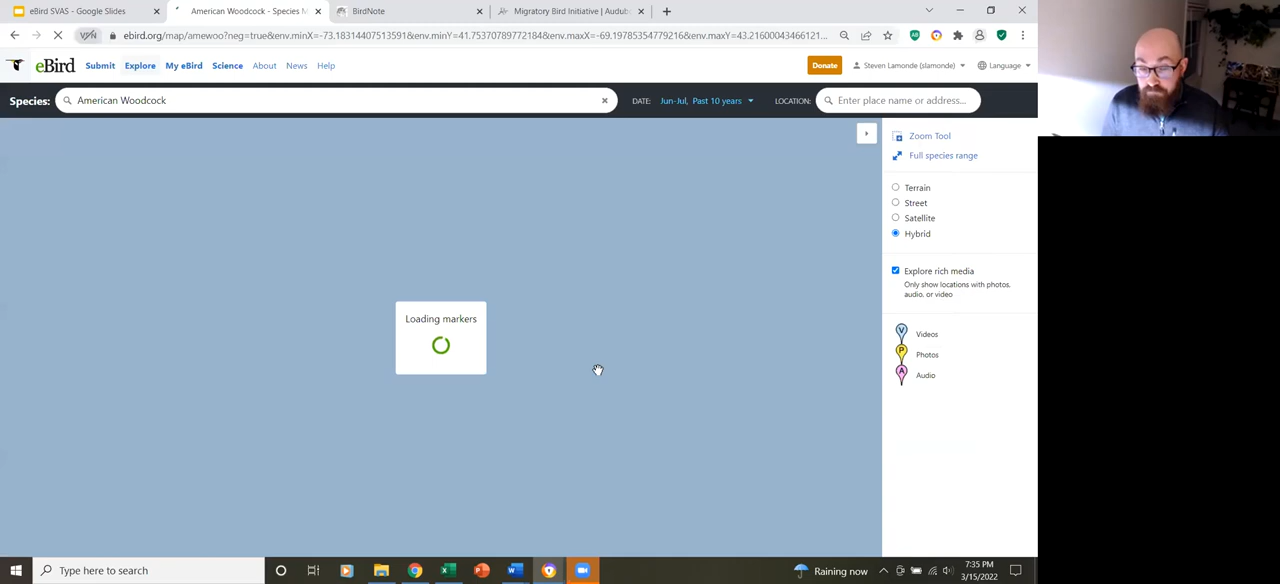 eBird SVAS - Google Slides
American Woodcock - Species M
BirdNote
Migratory Bird Initiative | Audub
ebird.org/map/amewoo?neg=true&env.minX=-73.18314407513591&env.minY=41.75370789772184&env.maxX=-69.19785354779216&env.maxY=43.21600043466121...
eBird Submit Explore My eBird Science About News Help Donate Steven Lamonde (slamonde) Language
Species: American Woodcock DATE: Jun-Jul, Past 10 years LOCATION: Enter place name or address...
Zoom Tool
Full species range
Terrain
Street
Satellite
Hybrid
Explore rich media
Only show locations with photos,
audio, or video
Loading markers
V Videos
P Photos
A Audio
Type here to search
Raining now
7:35 PM
3/15/2022